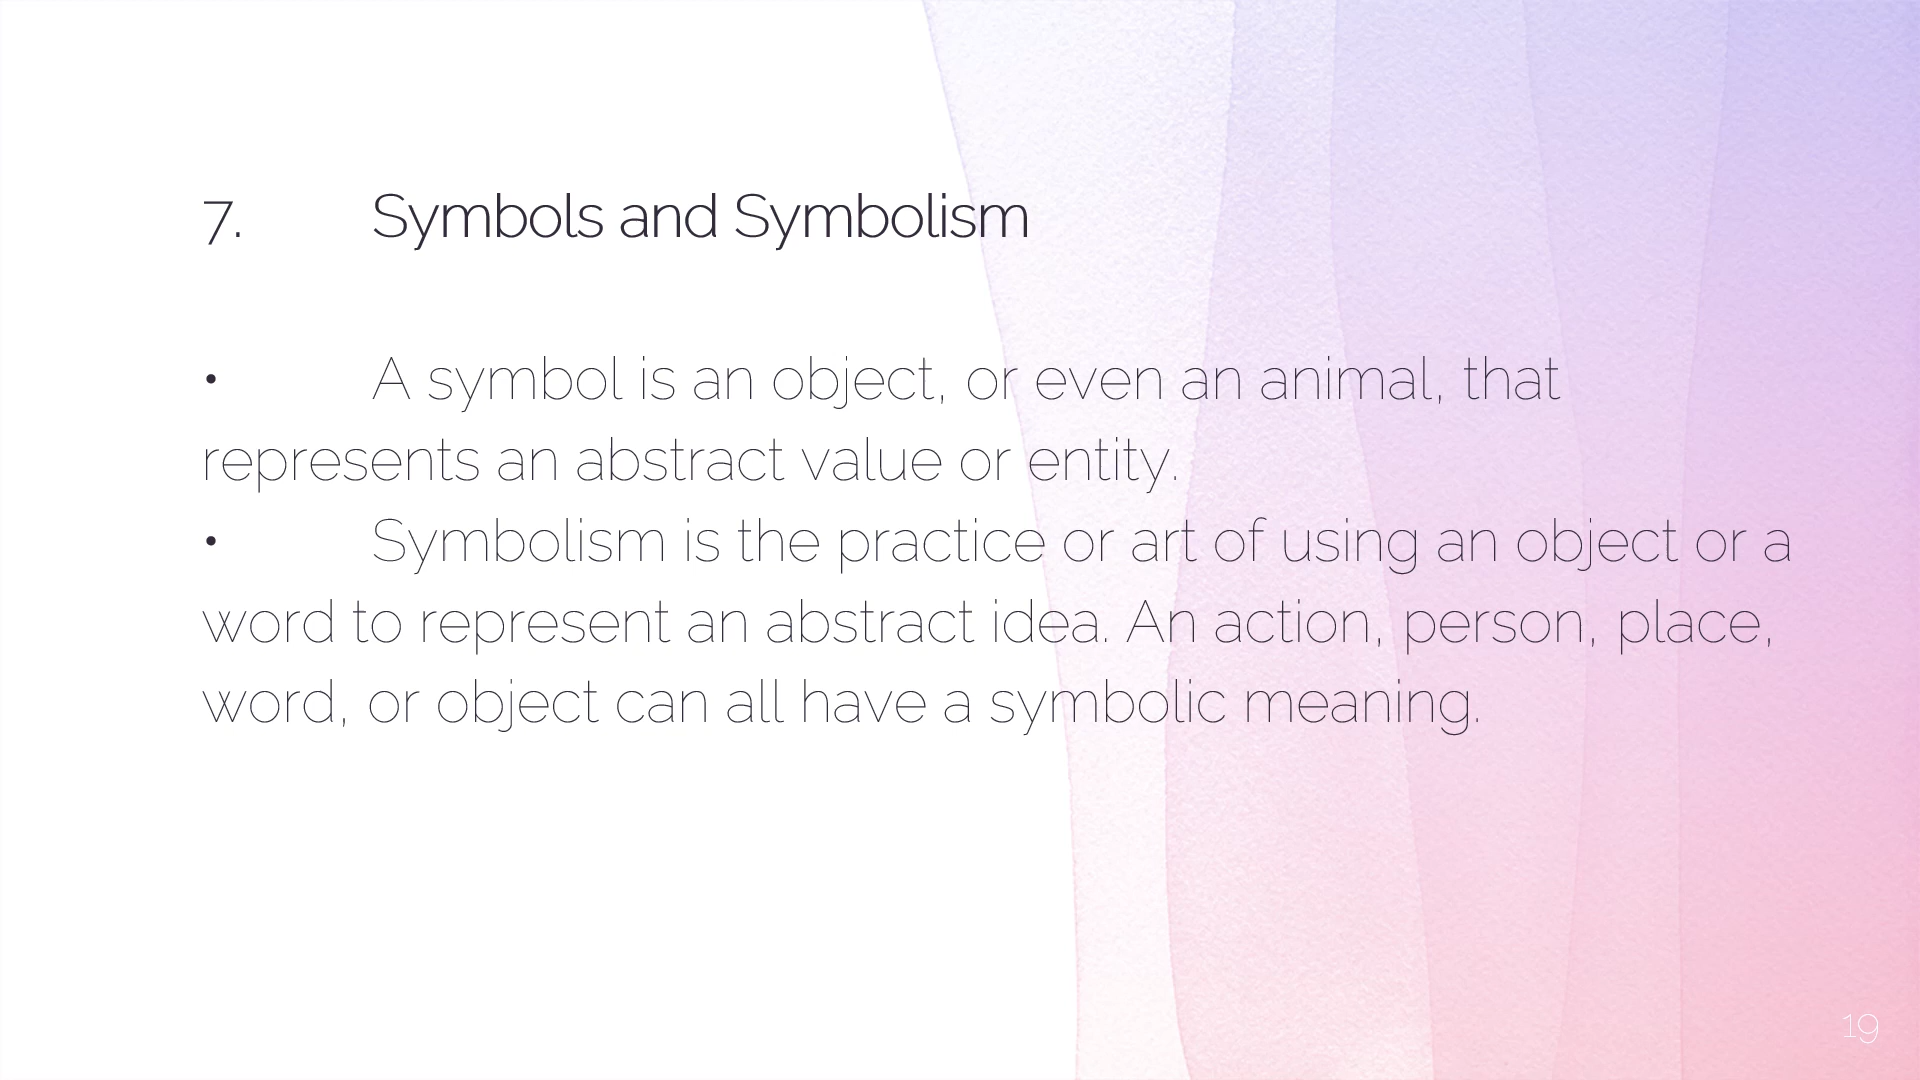 7. Symbols and Symbolism
• A symbol is an object, or even an animal, that
represents an abstract value or entity.
• Symbolism is the practice or art of using an object or a
word to represent an abstract idea. An action, person, place,
word, or object can all have a symbolic meaning.
19